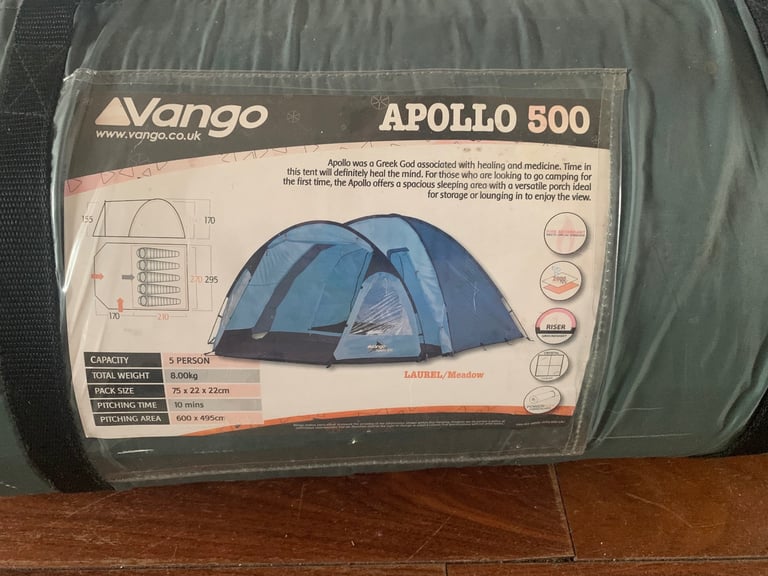 Vango
www.vango.co.uk
APOLLO 500
Apollo was a Greek God associated with healing and medicine. Time in
this tent will definitely heal the mind. For those who are looking to go camping for
the first time, the Apollo offers a spacious sleeping area with a versatile porch ideal
for storage or lounging in to enjoy the view.
155
170
270 295
170
210
RISER
Vango
LAUREL/Meadow
CAPACITY 5 PERSON
TOTAL WEIGHT 8.00kg
PACK SIZE 75 x 22 x 22cm
PITCHING TIME 10 mins
PITCHING AREA 600 x 495cm